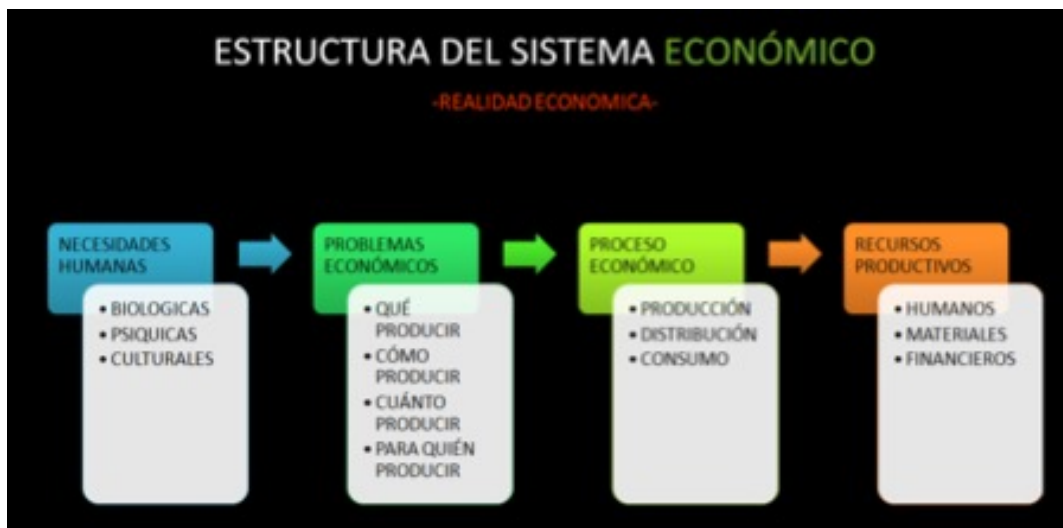 ESTRUCTURA DEL SISTEMA ECONÓMICO
-REALIDAD ECONOMICA-
NECESIDADES
HUMANAS
• BIOLOGICAS
• PSIQUICAS
• CULTURALES
PROBLEMAS
ECONÓMICOS
• QUÉ
PRODUCIR
• CÓMO
PRODUCIR
• CUÁNTO
PRODUCIR
• PARA QUIÉN
PRODUCIR
PROCESO
ECONÓMICO
• PRODUCCIÓN
• DISTRIBUCIÓN
• CONSUMO
RECURSOS
PRODUCTIVOS
• HUMANOS
• MATERIALES
• FINANCIEROS